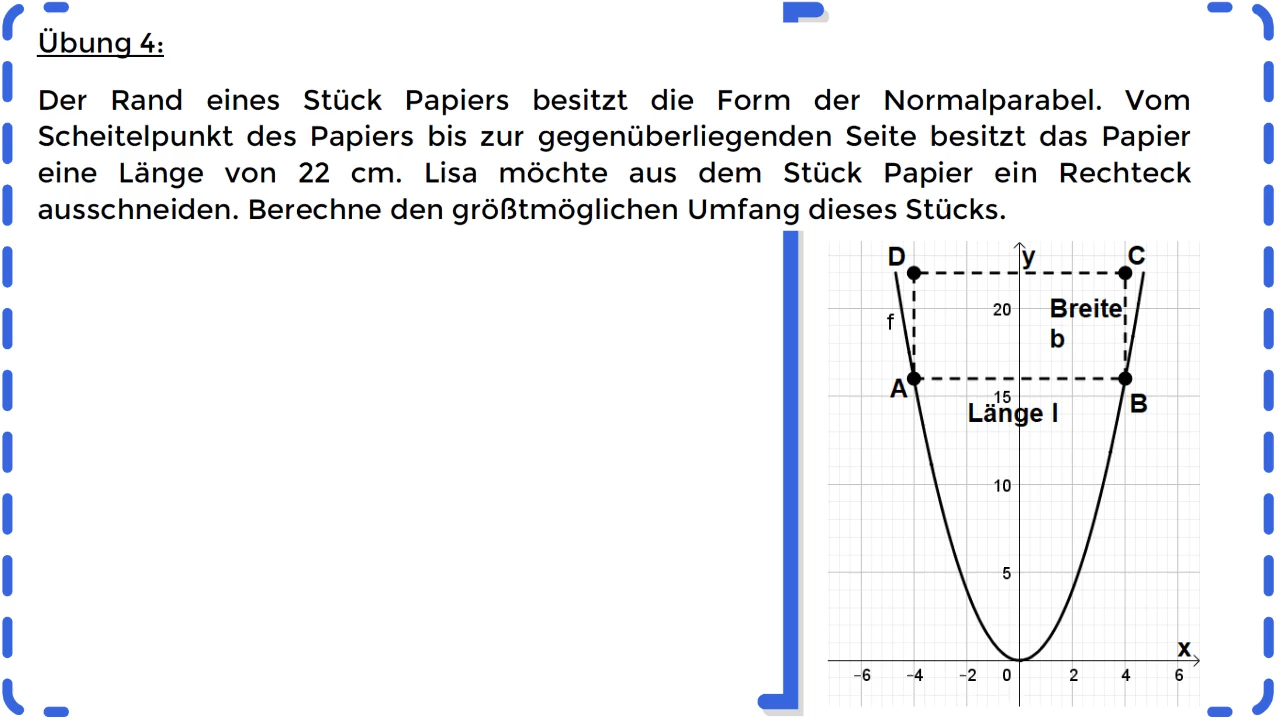 Übung 4:
Der Rand eines Stück Papiers besitzt die Form der Normalparabel. Vom
Scheitelpunkt des Papiers bis zur gegenüberliegenden Seite besitzt das Papier
eine Länge von 22 cm. Lisa möchte aus dem Stück Papier ein Rechteck
ausschneiden. Berechne den größtmöglichen Umfang dieses Stücks.
D y C
20 Breite
f b
A 15 B
Länge l
10
5
x
-6 -4 -2 0 2 4 6